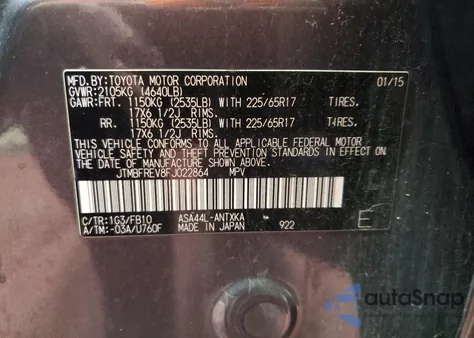 MFD.BY:TOYOTA MOTOR CORPORATION 01/15
GVWR:2105KG (4640LB)
GAWR:FRT. 1150KG (2535LB) WITH 225/65R17 TIRES.
17X6 1/2J RIMS.
RR. 1150KG (2535LB) WITH 225/65R17 TIRES.
17X6 1/2J RIMS.
THIS VEHICLE CONFORMS TO ALL APPLICABLE FEDERAL MOTOR
VEHICLE SAFETY AND THEFT PREVENTION STANDARDS IN EFFECT ON
THE DATE OF MANUFACTURE SHOWN ABOVE.
JTMBFREV8FJ022864 MPV
C/TR:1G3/FB10 ASA44L-ANTXKA
A/TM:-03A/U760F MADE IN JAPAN 922 E
autoSnap